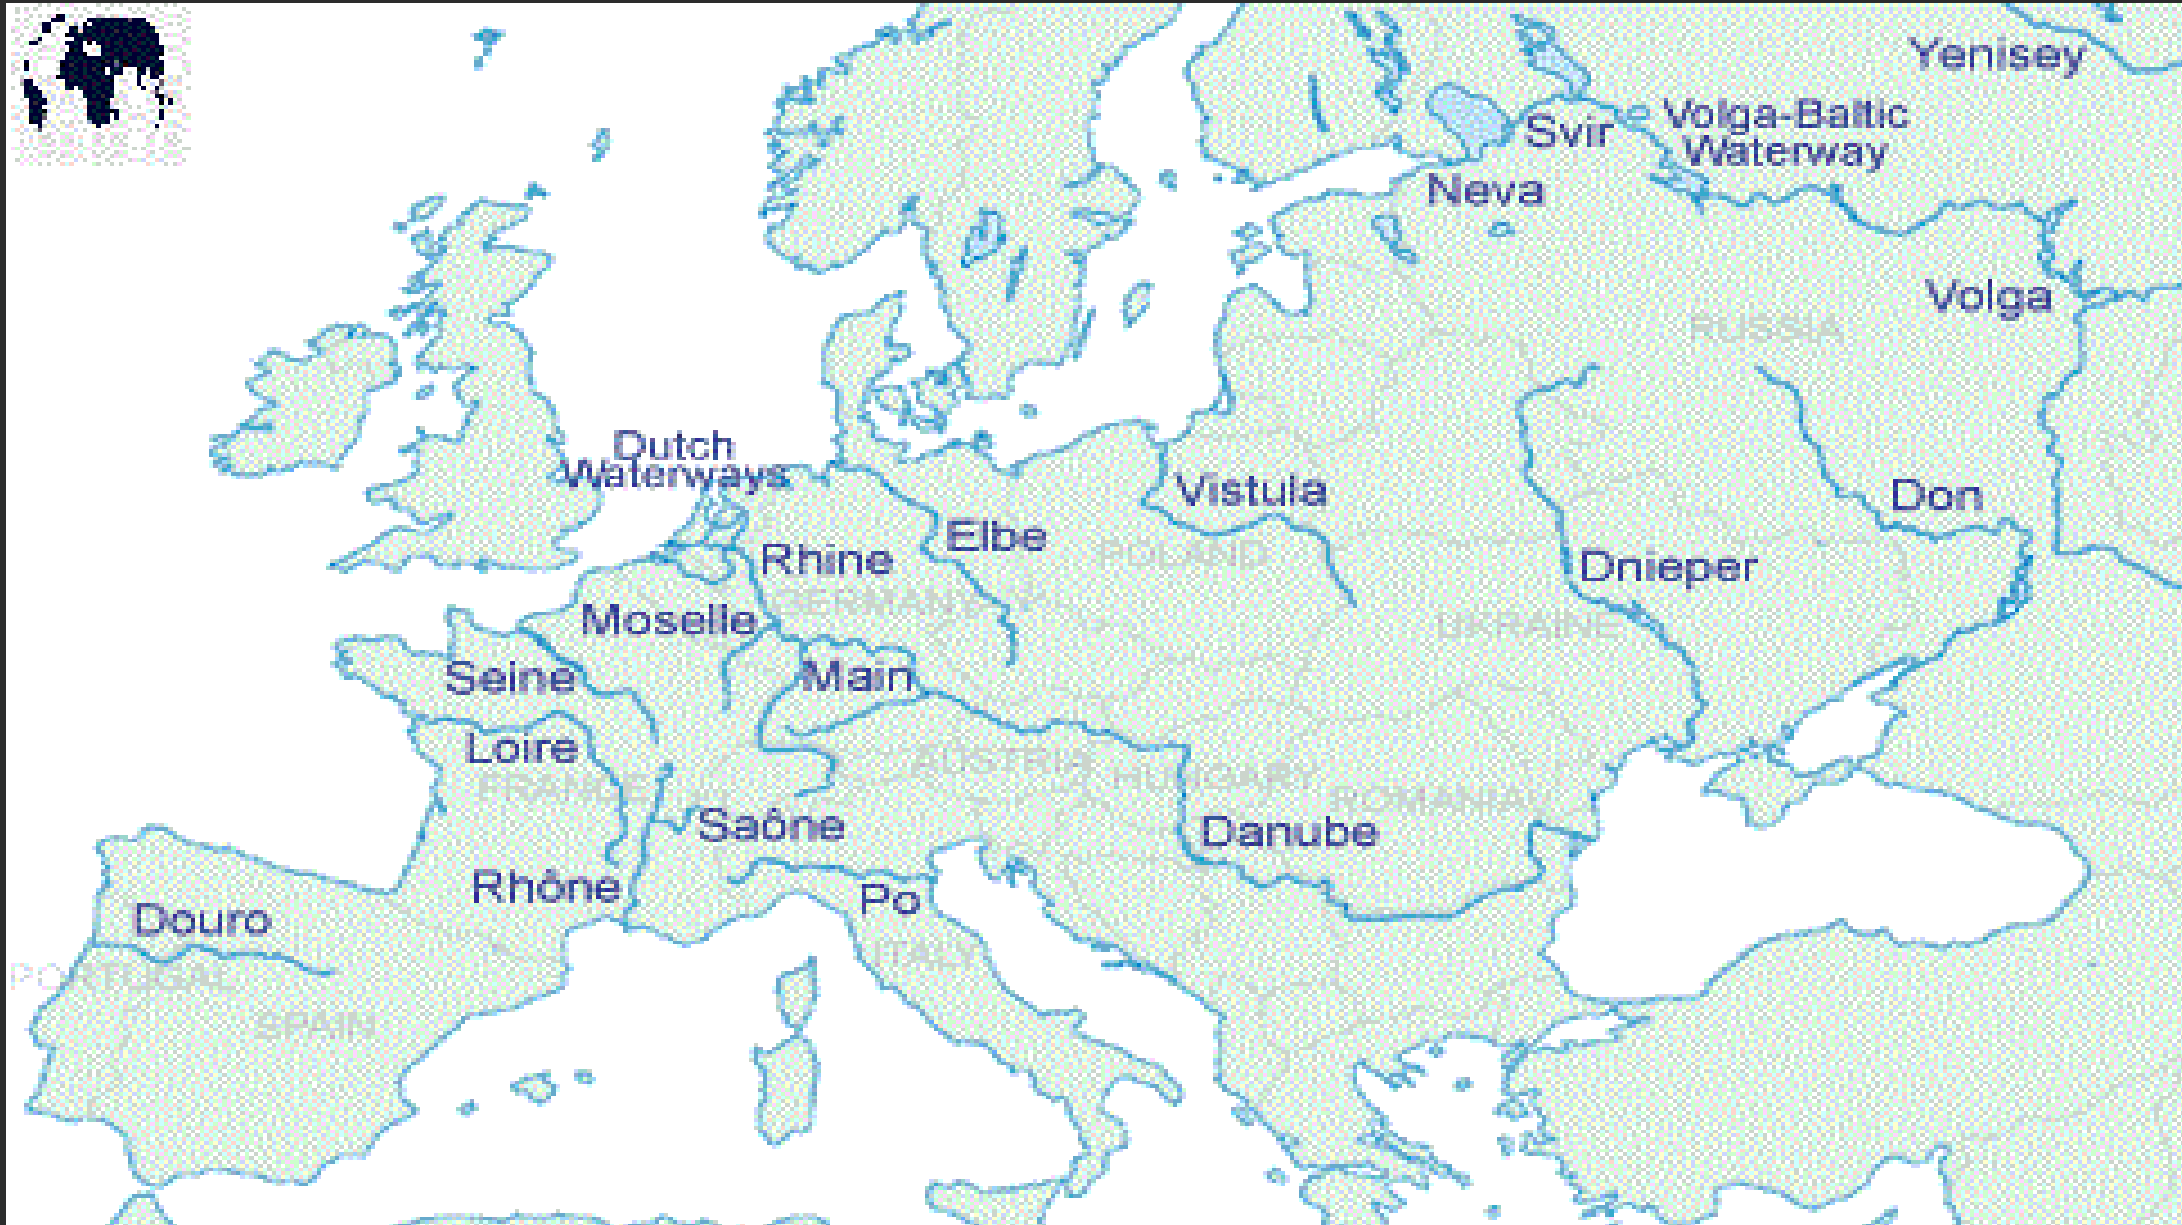 Yenisey
Volga-Baltic
Waterway
Svir
Neva
Volga
RUSSIA
Dutch
Waterways
Vistula
Don
Elbe
Rhine
POLAND
Dnieper
GERMANY
Moselle
UKRAINE
Seine
Main
Loire
AUSTRIA
HUNGARY
FRANCE
ROMANIA
Saône
Danube
Rhône
Po
Douro
ITALY
PORTUGAL
SPAIN